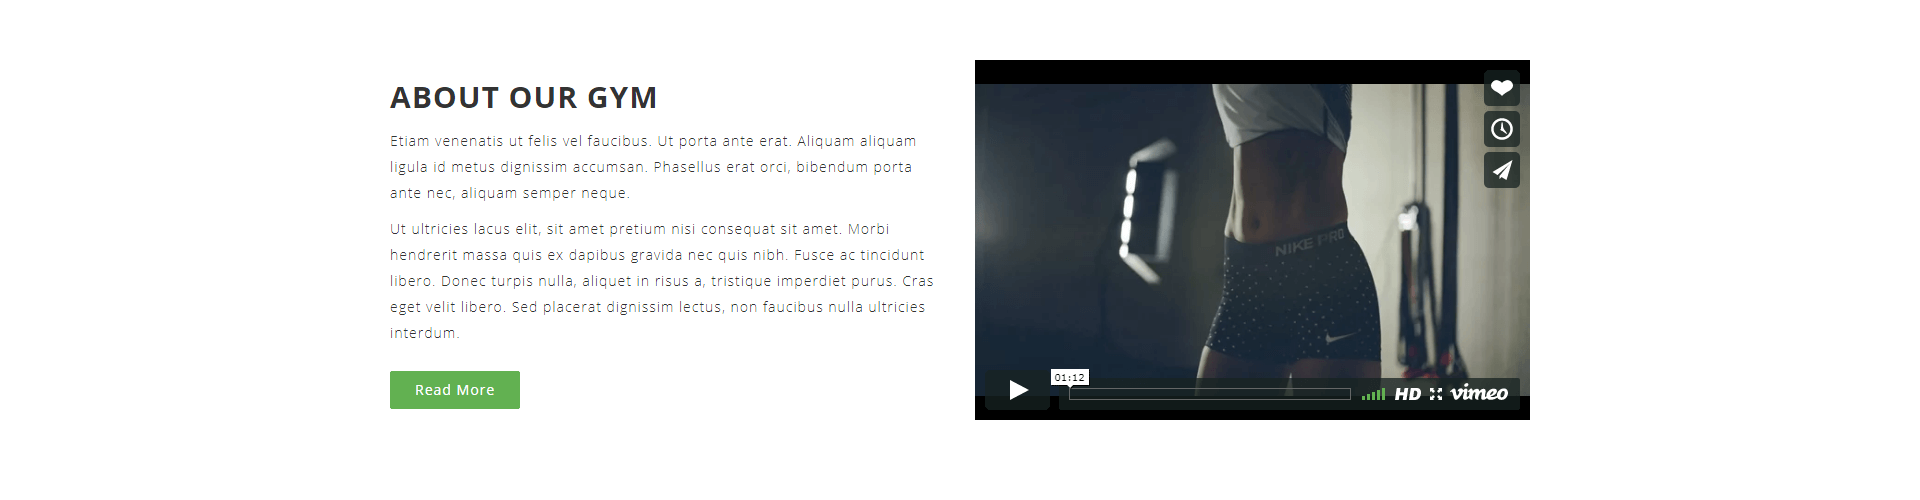 ABOUT OUR GYM
Etiam venenatis ut felis vel faucibus. Ut porta ante erat. Aliquam aliquam
ligula id metus dignissim accumsan. Phasellus erat orci, bibendum porta
ante nec, aliquam semper neque.
Ut ultricies lacus elit, sit amet pretium nisi consequat sit amet. Morbi
hendrerit massa quis ex dapibus gravida nec quis nibh. Fusce ac tincidunt
libero. Donec turpis nulla, aliquet in risus a, tristique imperdiet purus. Cras
eget velit libero. Sed placerat dignissim lectus, non faucibus nulla ultricies
interdum.
Read More
NIKE PRO
01:12
HD vimeo